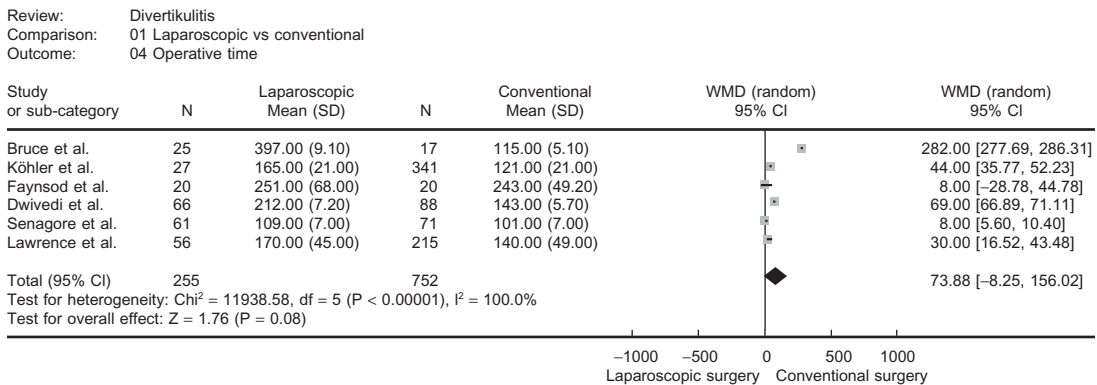 Review: Divertikulitis
Comparison: 01 Laparoscopic vs conventional
Outcome: 04 Operative time
Study Laparoscopic Conventional WMD (random) WMD (random)
or sub-category N Mean (SD) N Mean (SD) 95% CI 95% CI
Bruce et al. 25 397.00 (9.10) 17 115.00 (5.10) 282.00 [277.69, 286.31]
Köhler et al. 27 165.00 (21.00) 341 121.00 (21.00) 44.00 [35.77, 52.23]
Faynsod et al. 20 251.00 (68.00) 20 243.00 (49.20) 8.00 [−28.78, 44.78]
Dwivedi et al. 66 212.00 (7.20) 88 143.00 (5.70) 69.00 [66.89, 71.11]
Senagore et al. 61 109.00 (7.00) 71 101.00 (7.00) 8.00 [5.60, 10.40]
Lawrence et al. 56 170.00 (45.00) 215 140.00 (49.00) 30.00 [16.52, 43.48]
Total (95% CI) 255 752 73.88 [−8.25, 156.02]
Test for heterogeneity: Chi² = 11938.58, df = 5 (P < 0.00001), I² = 100.0%
Test for overall effect: Z = 1.76 (P = 0.08)
−1000 −500 0 500 1000
Laparoscopic surgery Conventional surgery